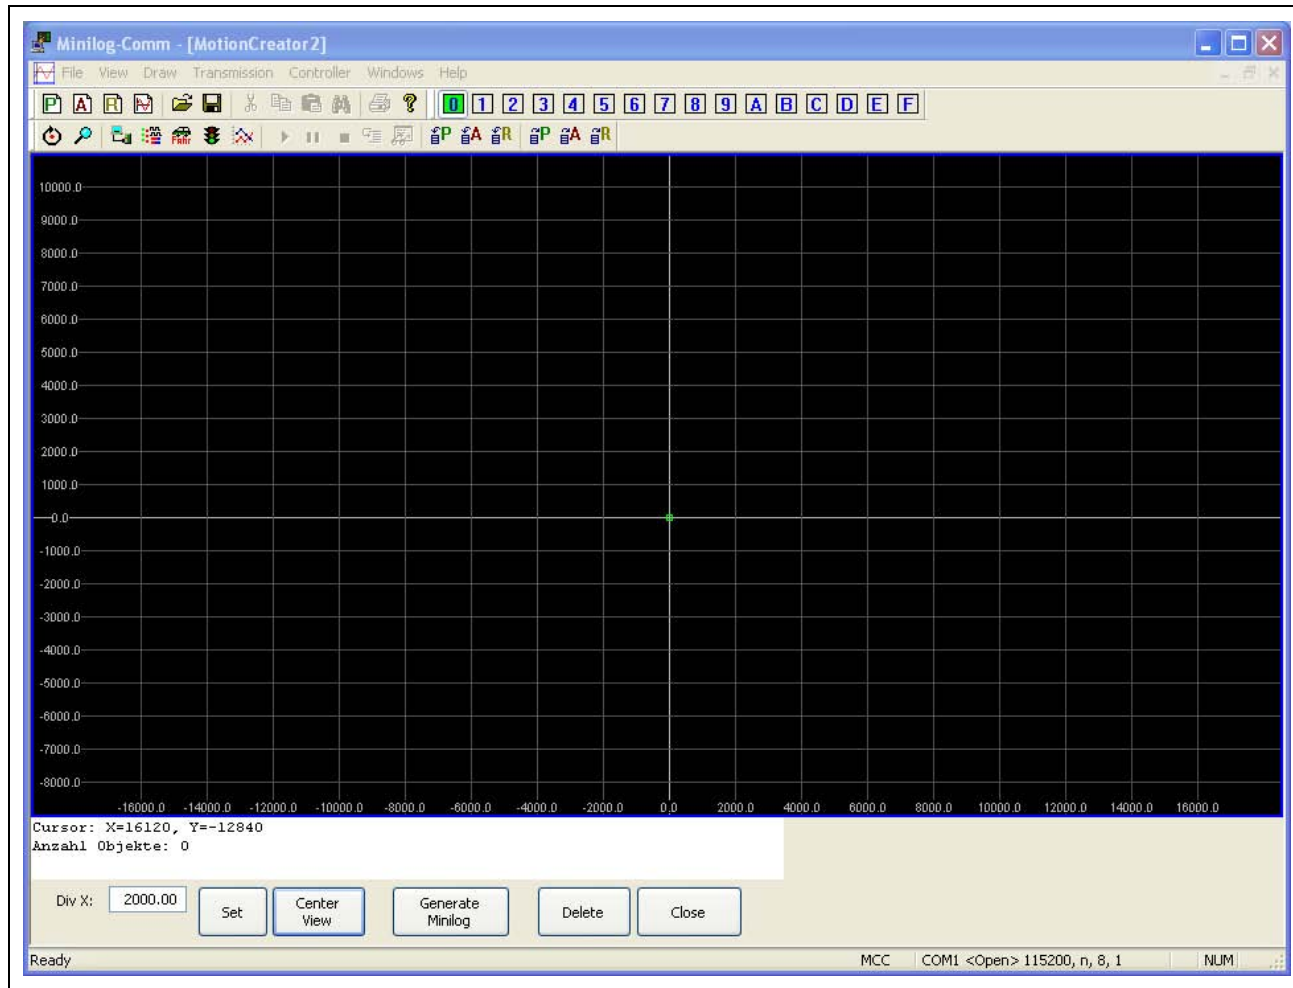 Minilog-Comm - [MotionCreator2]
File View Draw Transmission Controller Windows Help
P A R 0 1 2 3 4 5 6 7 8 9 A B C D E F
Fahr P A R P A R
10000.0
9000.0
8000.0
7000.0
6000.0
5000.0
4000.0
3000.0
2000.0
1000.0
0.0
-1000.0
-2000.0
-3000.0
-4000.0
-5000.0
-6000.0
-7000.0
-8000.0
-16000.0 -14000.0 -12000.0 -10000.0 -8000.0 -6000.0 -4000.0 -2000.0 0.0 2000.0 4000.0 6000.0 8000.0 10000.0 12000.0 14000.0 16000.0
Cursor: X=16120, Y=-12840
Anzahl Objekte: 0
Div X: 2000.00 Set Center View Generate Minilog Delete Close
Ready MCC COM1 <Open> 115200, n, 8, 1 NUM